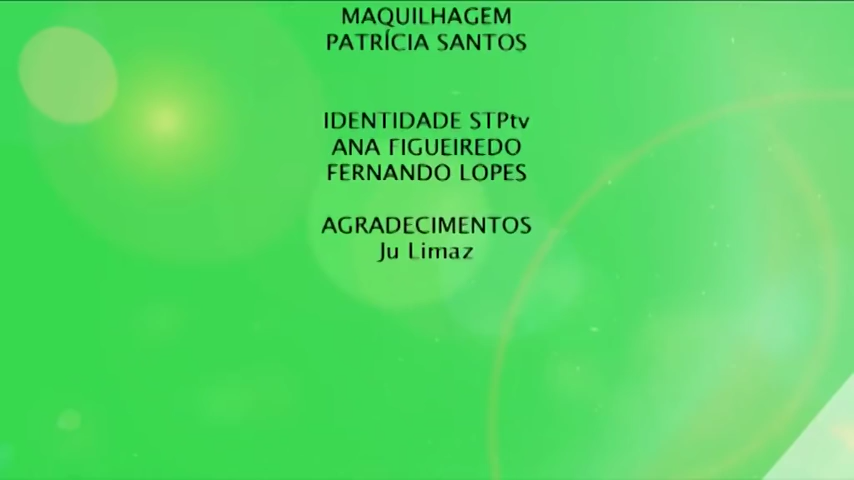 MAQUILHAGEM
PATRÍCIA SANTOS
IDENTIDADE STPtv
ANA FIGUEIREDO
FERNANDO LOPES
AGRADECIMENTOS
Ju Limaz